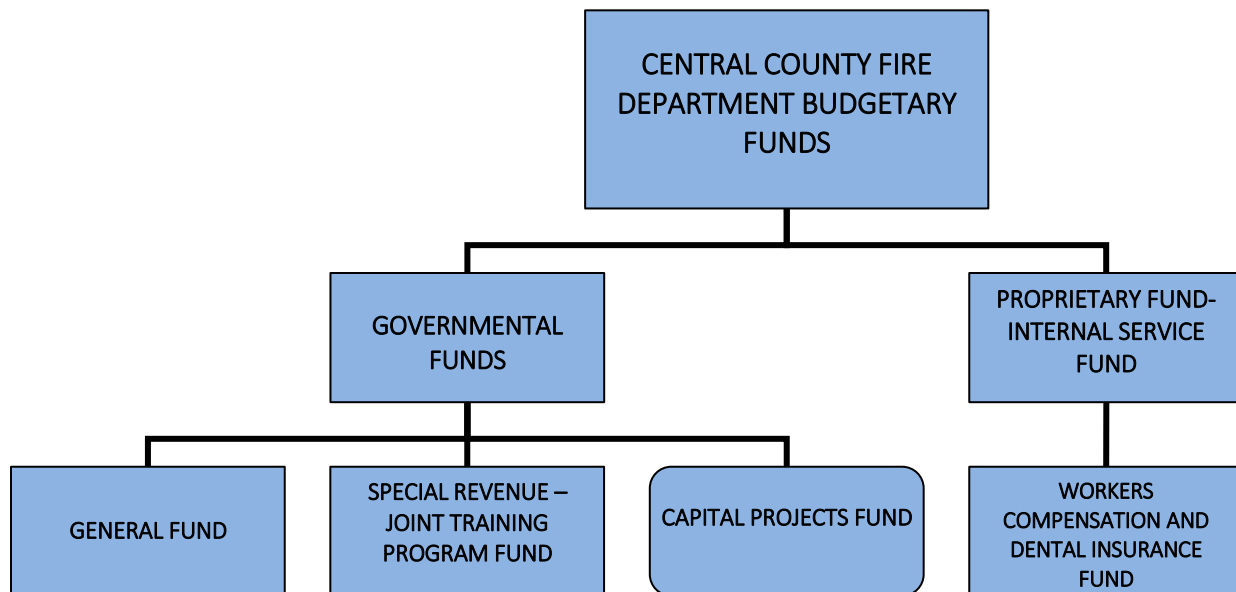 CENTRAL COUNTY FIRE
DEPARTMENT BUDGETARY
FUNDS
GOVERNMENTAL
FUNDS
PROPRIETARY FUND-
INTERNAL SERVICE
FUND
GENERAL FUND
SPECIAL REVENUE –
JOINT TRAINING
PROGRAM FUND
CAPITAL PROJECTS FUND
WORKERS
COMPENSATION AND
DENTAL INSURANCE
FUND